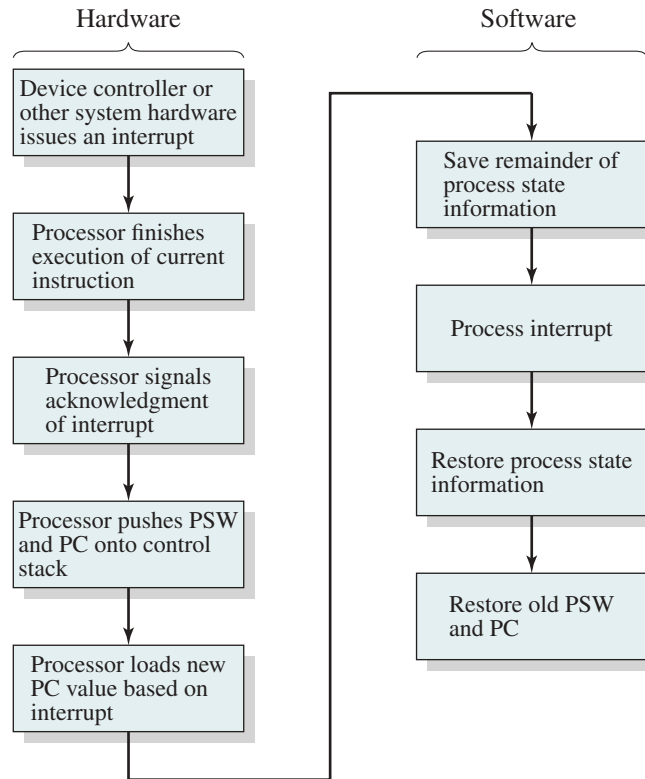 Hardware
Device controller or
other system hardware
issues an interrupt
Processor finishes
execution of current
instruction
Processor signals
acknowledgment
of interrupt
Processor pushes PSW
and PC onto control
stack
Processor loads new
PC value based on
interrupt
Software
Save remainder of
process state
information
Process interrupt
Restore process state
information
Restore old PSW
and PC